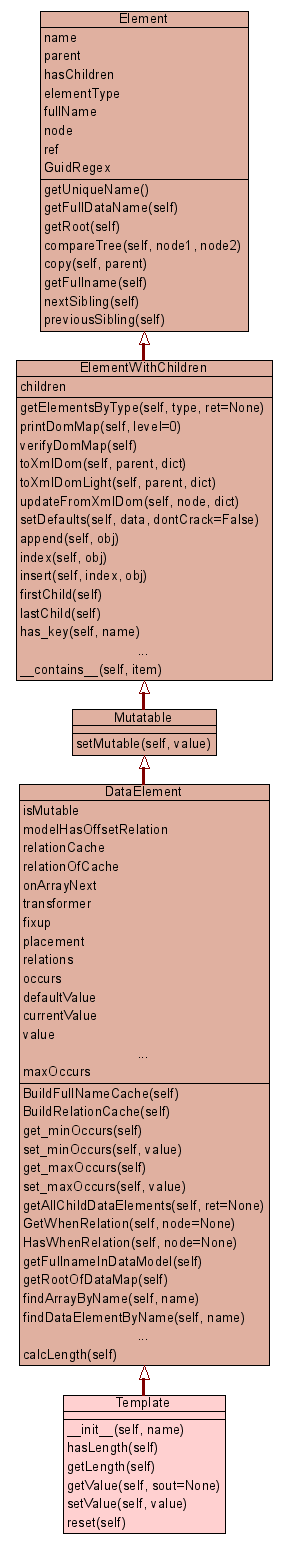 Element
name
parent
hasChildren
elementType
fullName
node
ref
GuidRegex
getUniqueName()
getFullDataName(self)
getRoot(self)
compareTree(self, node1, node2)
copy(self, parent)
getFullname(self)
nextSibling(self)
previousSibling(self)
ElementWithChildren
children
getElementsByType(self, type, ret=None)
printDomMap(self, level=0)
verifyDomMap(self)
toXmlDom(self, parent, dict)
toXmlDomLight(self, parent, dict)
updateFromXmlDom(self, node, dict)
setDefaults(self, data, dontCrack=False)
append(self, obj)
index(self, obj)
insert(self, index, obj)
firstChild(self)
lastChild(self)
has_key(self, name)
...
__contains__(self, item)
Mutatable
setMutable(self, value)
DataElement
isMutable
modelHasOffsetRelation
relationCache
relationOfCache
onArrayNext
transformer
fixup
placement
relations
occurs
defaultValue
currentValue
value
...
maxOccurs
BuildFullNameCache(self)
BuildRelationCache(self)
get_minOccurs(self)
set_minOccurs(self, value)
get_maxOccurs(self)
set_maxOccurs(self, value)
getAllChildDataElements(self, ret=None)
GetWhenRelation(self, node=None)
HasWhenRelation(self, node=None)
getFullnameInDataModel(self)
getRootOfDataMap(self)
findArrayByName(self, name)
findDataElementByName(self, name)
...
calcLength(self)
Template
__init__(self, name)
hasLength(self)
getLength(self)
getValue(self, sout=None)
setValue(self, value)
reset(self)